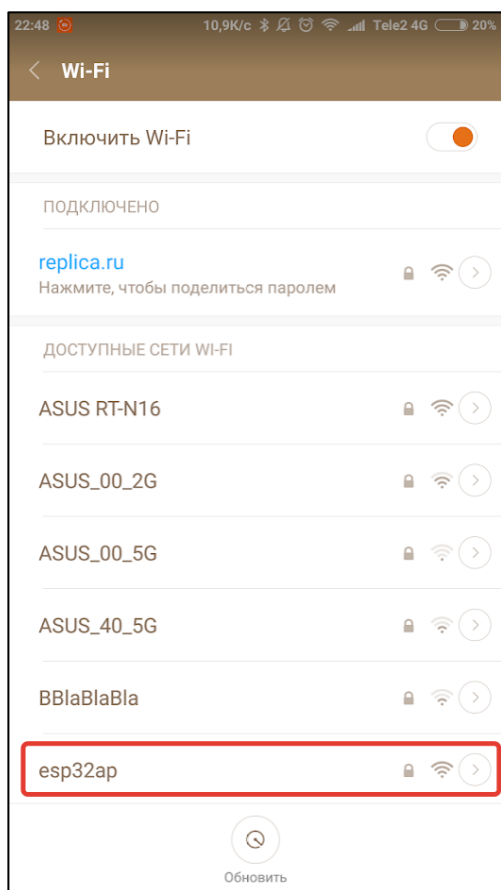 22:48 10,9K/с Tele2 4G 20%
Wi-Fi
Включить Wi-Fi
ПОДКЛЮЧЕНО
replica.ru
Нажмите, чтобы поделиться паролем
ДОСТУПНЫЕ СЕТИ WI-FI
ASUS RT-N16
ASUS_00_2G
ASUS_00_5G
ASUS_40_5G
BBlaBlaBla
esp32ap
Обновить